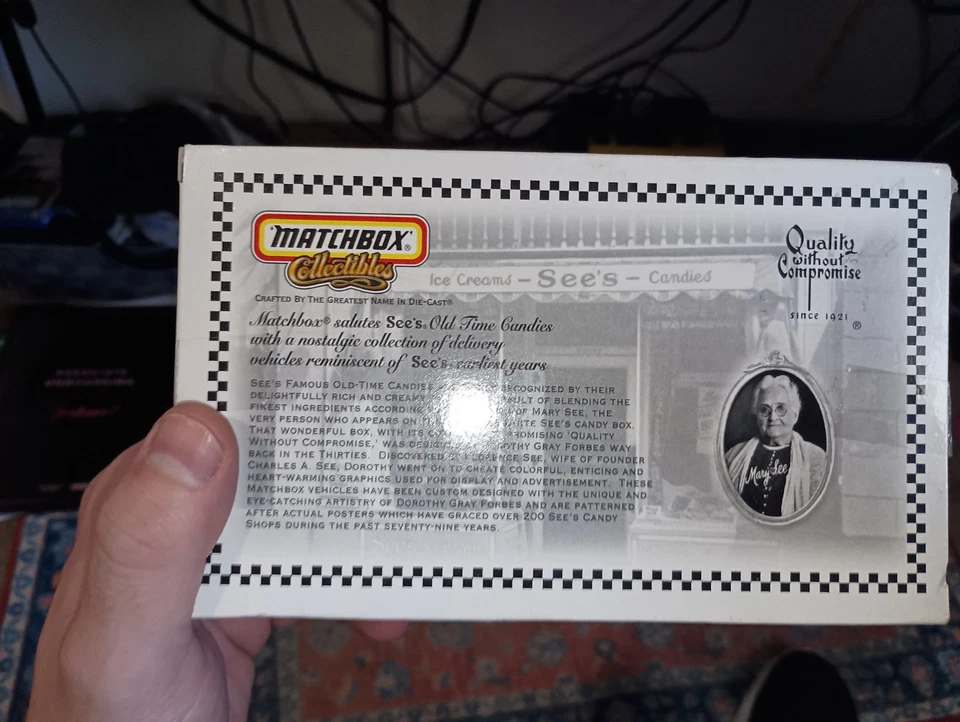 MATCHBOX®
Collectibles
CRAFTED BY THE GREATEST NAME IN DIE-CAST®
Ice Creams – See's – Candies
Quality
without
Compromise
since 1921
®
Matchbox® salutes See's® Old Time Candies
with a nostalgic collection of delivery
vehicles reminiscent of See's® earliest years
SEE'S FAMOUS OLD-TIME CANDIES RECOGNIZED BY THEIR
DELIGHTFULLY RICH AND CREAMY OF BLENDING THE
FINEST INGREDIENTS ACCORDING OF MARY SEE, THE
VERY PERSON WHO APPEARS ON WHITE SEE'S CANDY BOX.
THAT WONDERFUL BOX, WITH ITS 'QUALITY
WITHOUT COMPROMISE,' WAS GRAY FORBES WAY
BACK IN THE THIRTIES. DISCOVERED SEE, WIFE OF FOUNDER
CHARLES A. SEE, DOROTHY WENT ON TO CREATE COLORFUL, ENTICING AND
HEART-WARMING GRAPHICS USED FOR DISPLAY AND ADVERTISEMENT. THESE
MATCHBOX VEHICLES HAVE BEEN CUSTOM DESIGNED WITH THE UNIQUE AND
EYE-CATCHING ARTISTRY OF DOROTHY GRAY FORBES AND ARE PATTERNED
AFTER ACTUAL POSTERS WHICH HAVE GRACED OVER 200 SEE'S CANDY
SHOPS DURING THE PAST SEVENTY-NINE YEARS.
Mary See